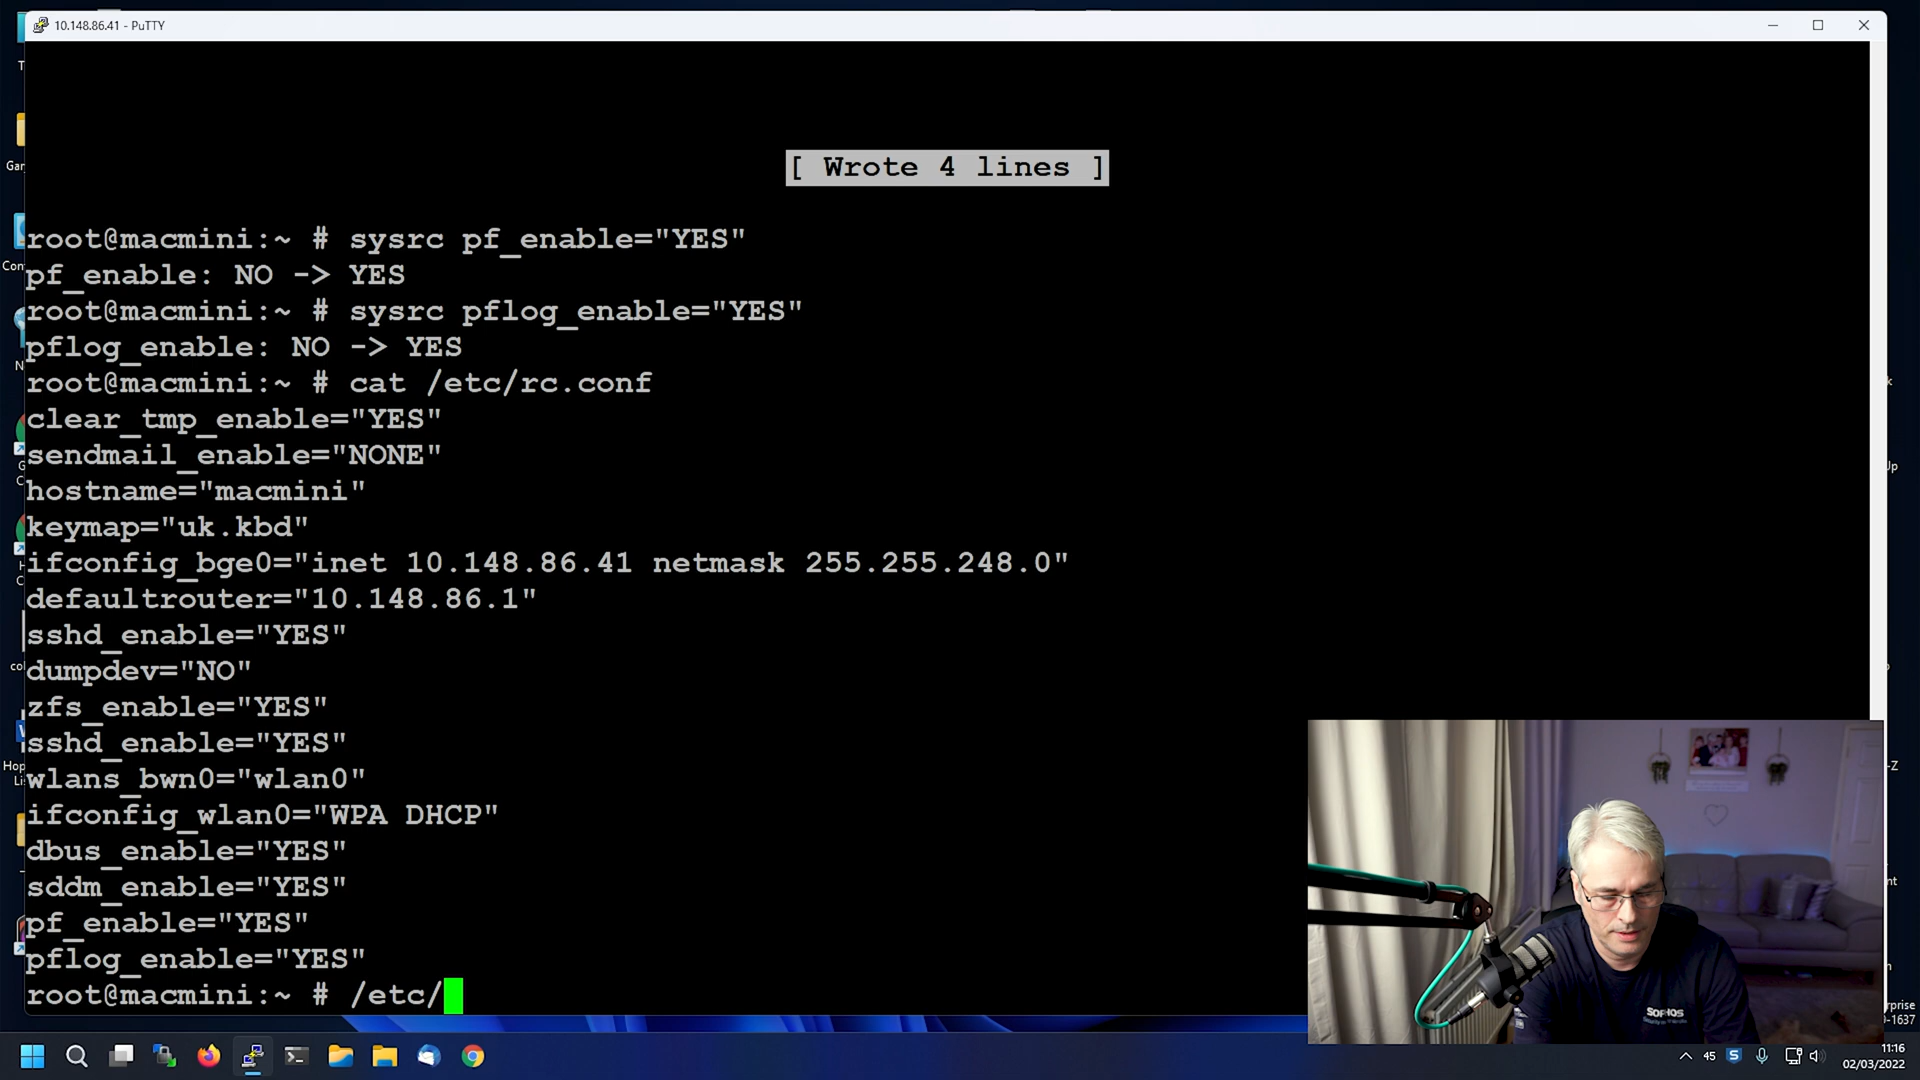 10.148.86.41 - PuTTY
[ Wrote 4 lines ]
root@macmini:~ # sysrc pf_enable="YES"
pf_enable: NO -> YES
root@macmini:~ # sysrc pflog_enable="YES"
pflog_enable: NO -> YES
root@macmini:~ # cat /etc/rc.conf
clear_tmp_enable="YES"
sendmail_enable="NONE"
hostname="macmini"
keymap="uk.kbd"
ifconfig_bge0="inet 10.148.86.41 netmask 255.255.248.0"
defaultrouter="10.148.86.1"
sshd_enable="YES"
dumpdev="NO"
zfs_enable="YES"
sshd_enable="YES"
wlans_bwn0="wlan0"
ifconfig_wlan0="WPA DHCP"
dbus_enable="YES"
sddm_enable="YES"
pf_enable="YES"
pflog_enable="YES"
root@macmini:~ # /etc/
SOPHOS
45
11:16
02/03/2022